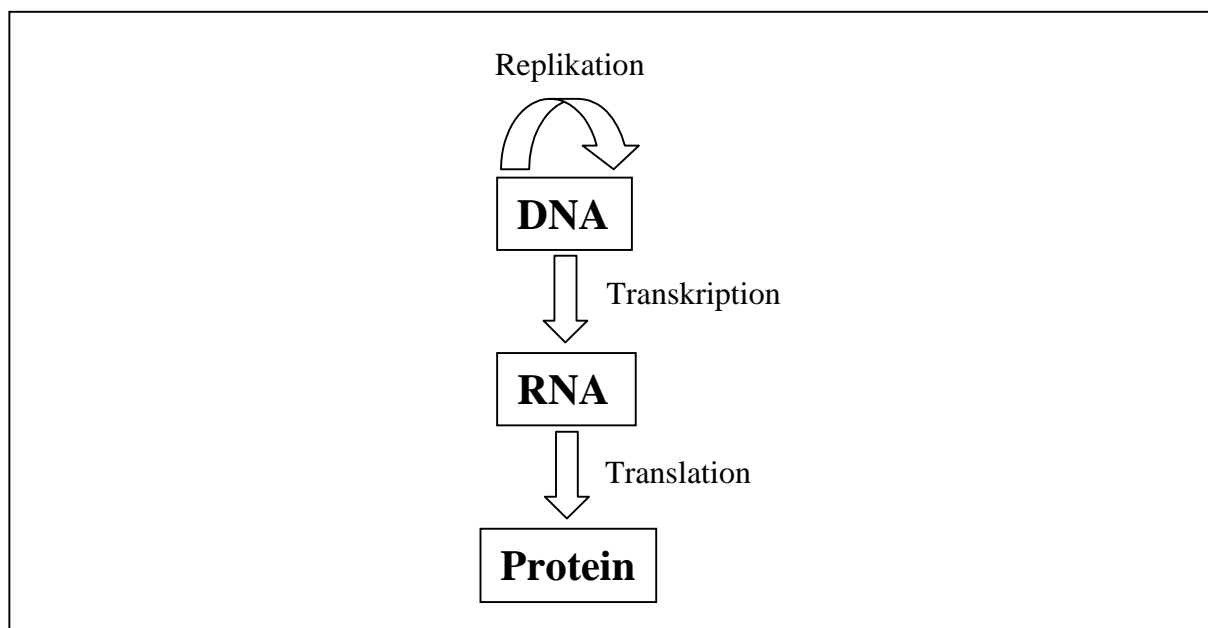 Replikation
DNA
Transkription
RNA
Translation
Protein